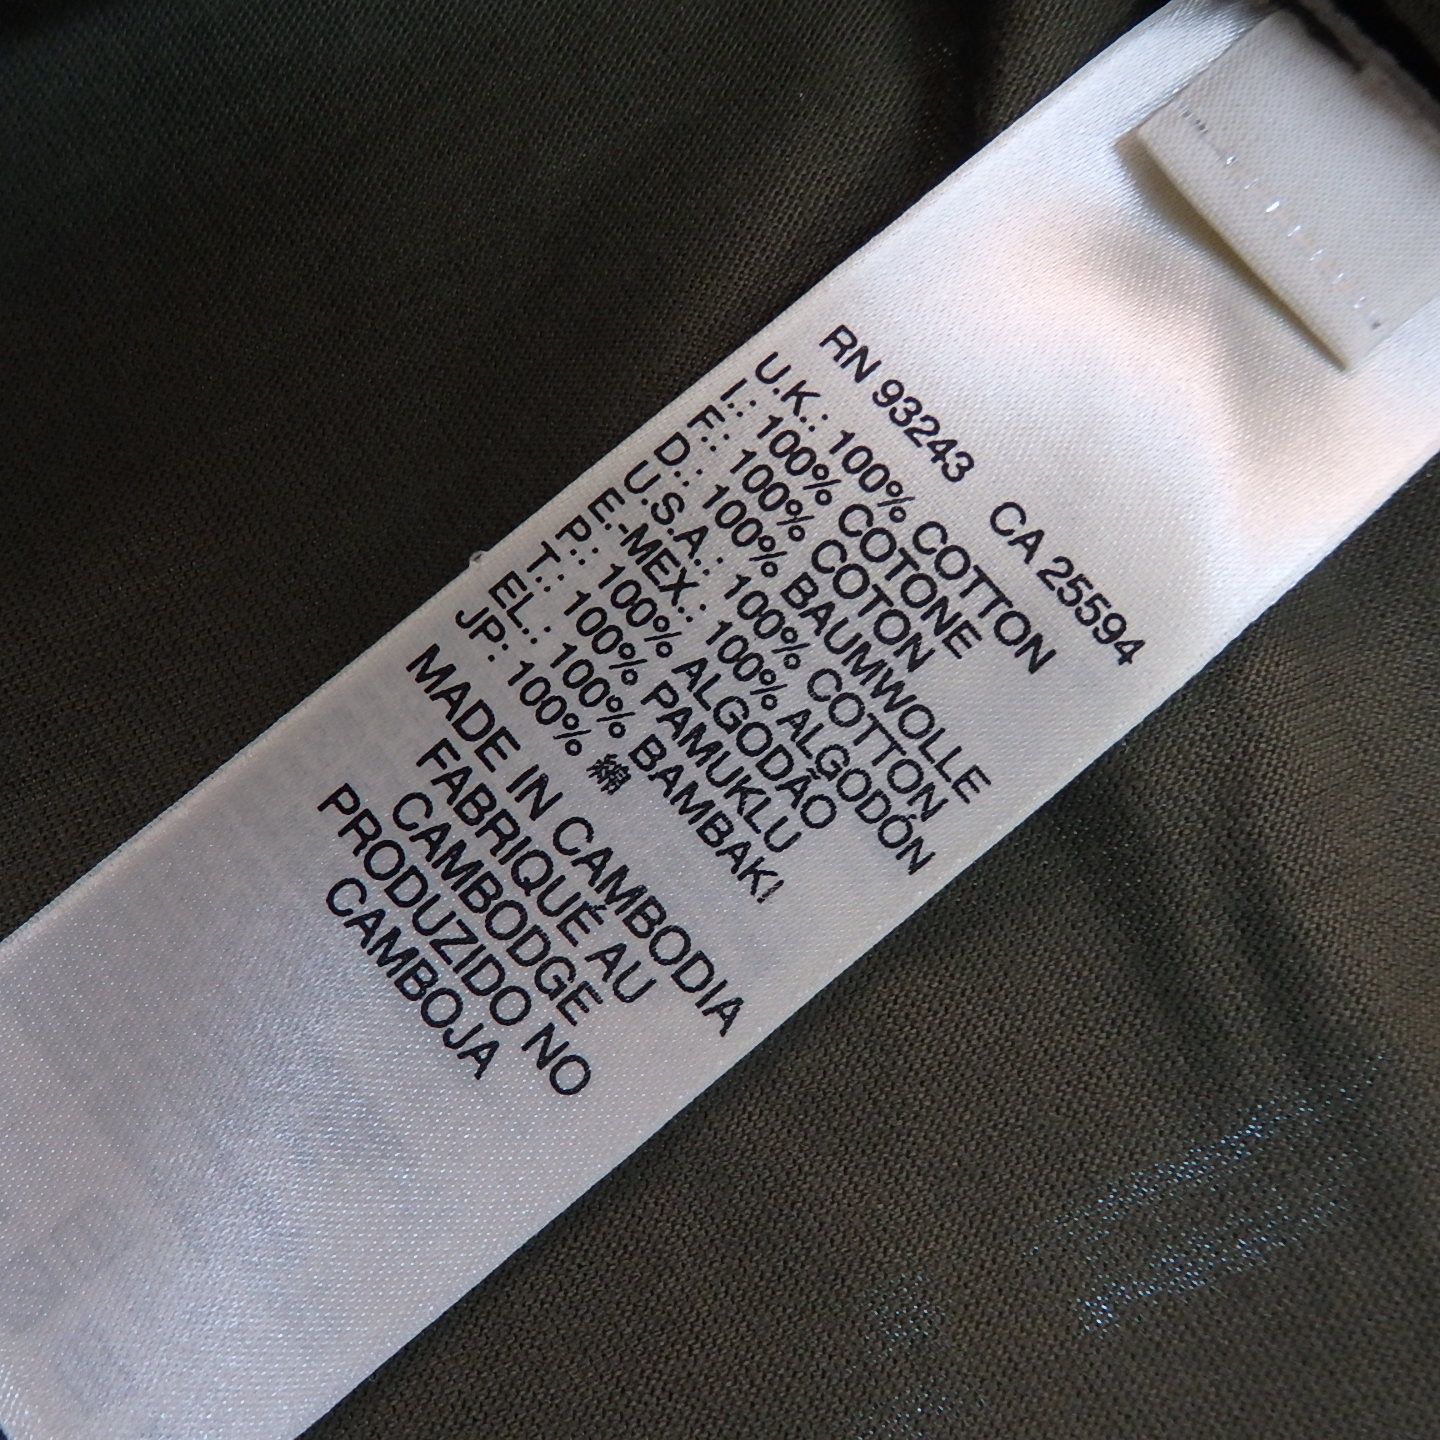 RN 93243 CA 25594
U.K.: 100% COTTON
I.: 100% COTONE
F.: 100% COTON
D.: 100% BAUMWOLLE
U.S.A.: 100% COTTON
E.-MEX.: 100% ALGODÓN
P.: 100% ALGODÃO
T.: 100% PAMUKLU
EL.: 100% BAMBAKI
JP: 100% 綿
MADE IN CAMBODIA
FABRIQUÉ AU
CAMBODGE
PRODUZIDO NO
CAMBOJA